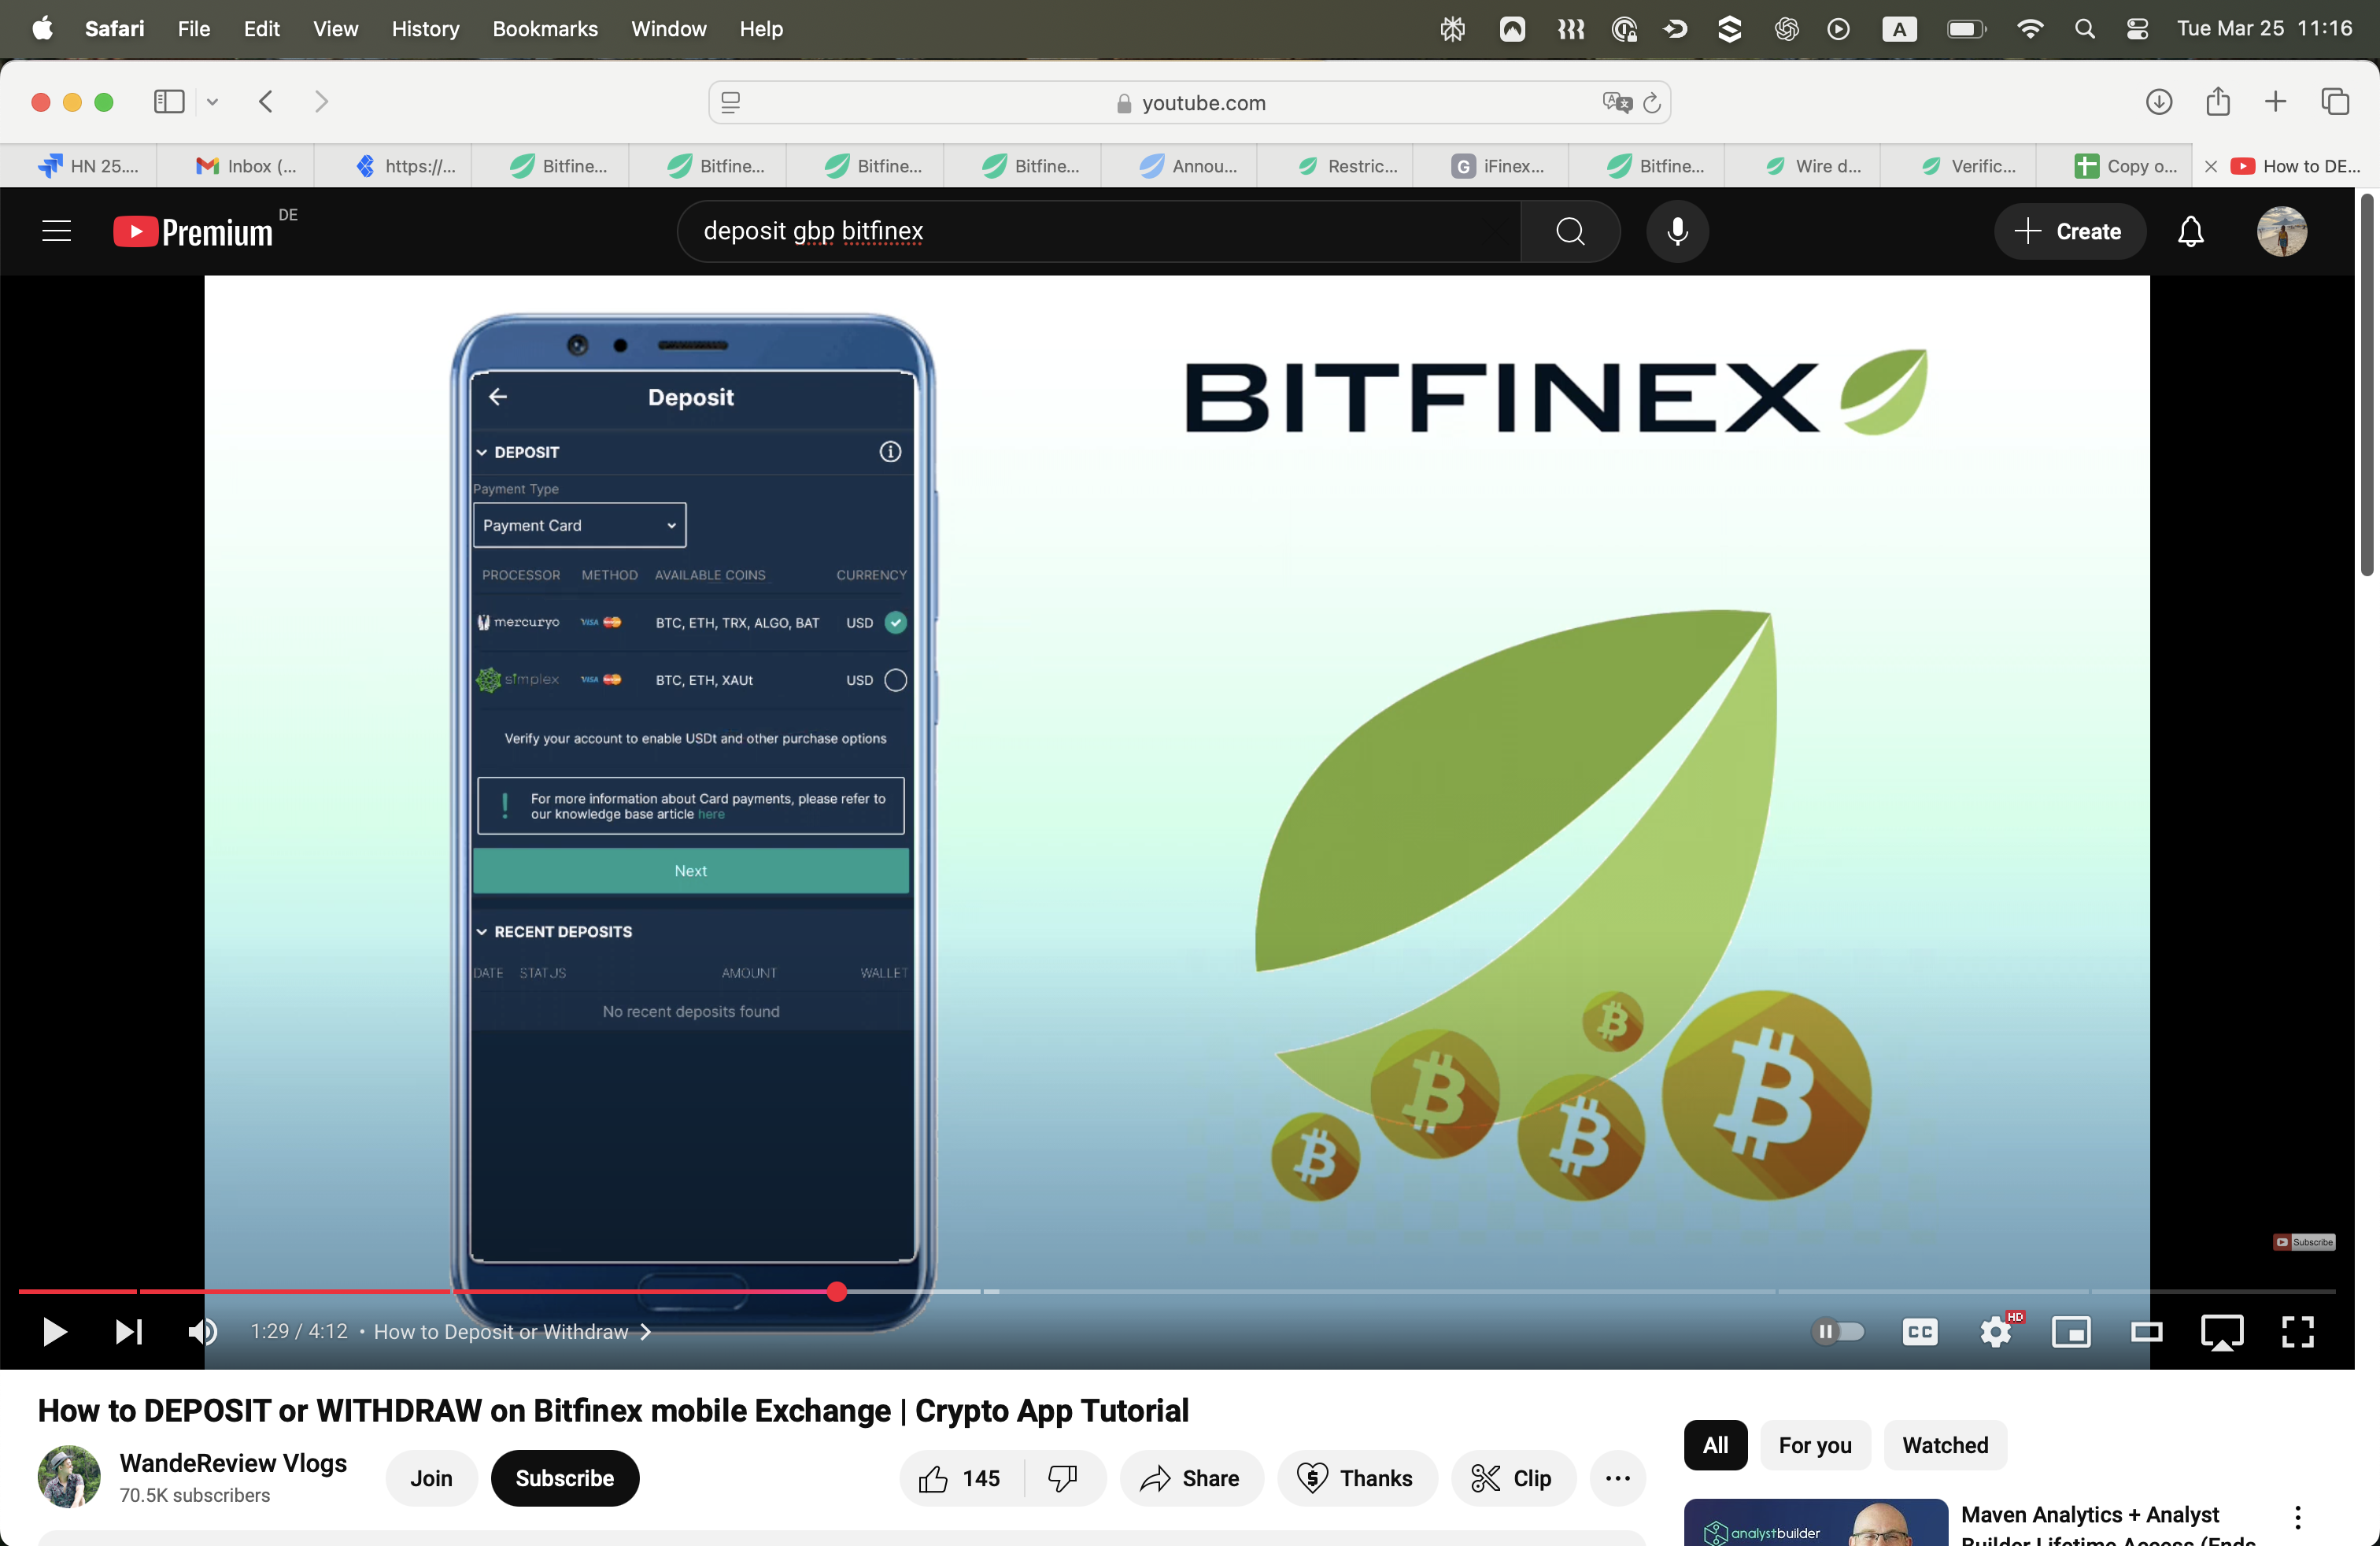 Safari File Edit View History Bookmarks Window Help A Tue Mar 25 11:16
youtube.com
HN 25.... Inbox (... https://... Bitfine... Bitfine... Bitfine... Bitfine... Annou... Restric... G iFinex... Bitfine... Wire d... Verific... Copy o... How to DE...
Premium DE
deposit gbp bitfinex
Create
BITFINEX
Deposit
DEPOSIT
Payment Type
Payment Card
PROCESSOR METHOD AVAILABLE COINS CURRENCY
mercuryo VISA BTC, ETH, TRX, ALGO, BAT USD
simplex VISA BTC, ETH, XAUt USD
Verify your account to enable USDt and other purchase options
! For more information about Card payments, please refer to
our knowledge base article here
Next
RECENT DEPOSITS
DATE STATUS AMOUNT WALLET
No recent deposits found
Subscribe
1:29 / 4:12 • How to Deposit or Withdraw
CC HD
How to DEPOSIT or WITHDRAW on Bitfinex mobile Exchange | Crypto App Tutorial
WandeReview Vlogs
70.5K subscribers
Join Subscribe 145 Share Thanks Clip
All For you Watched
analystbuilder
Maven Analytics + Analyst
Builder Lifetime Access (Ends